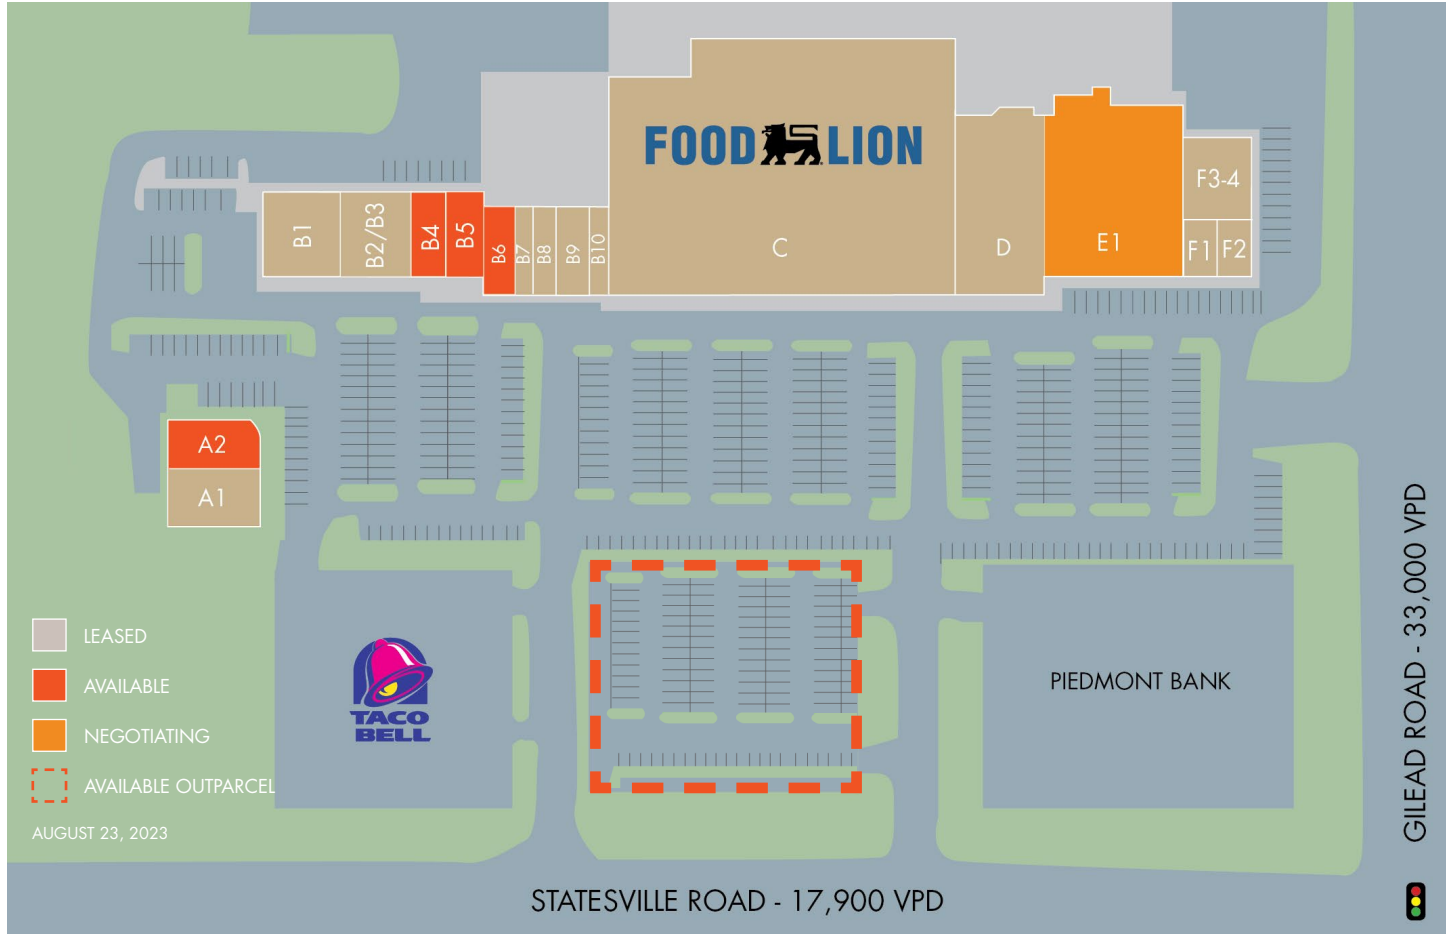 FOOD LION
B1
B2/B3
B4
B5
B6
B7
B8
B9
B10
C
D
E1
F3-4
F1
F2
A2
A1
LEASED
AVAILABLE
NEGOTIATING
AVAILABLE OUTPARCEL
AUGUST 23, 2023
TACO
BELL
PIEDMONT BANK
GILEAD ROAD - 33,000 VPD
STATESVILLE ROAD - 17,900 VPD